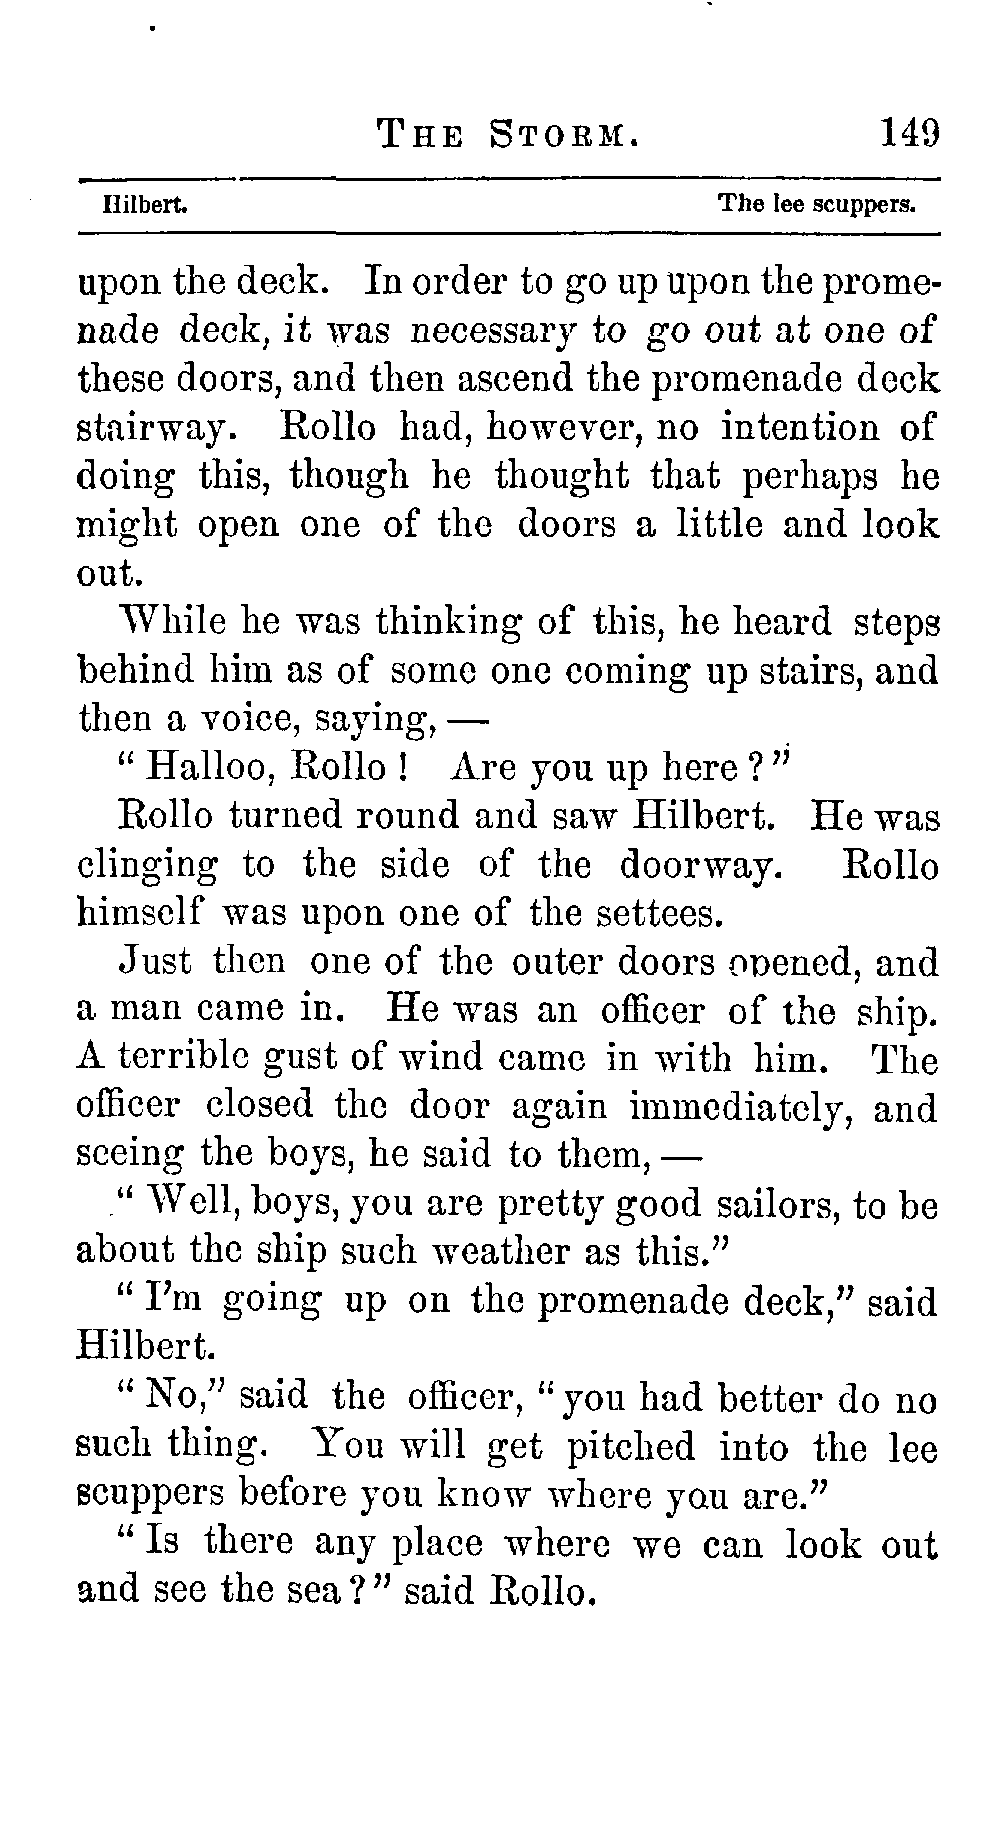 THE STORM. 149
Hilbert. The lee scuppers.
upon the deck. In order to go up upon the prome-
nade deck, it was necessary to go out at one of
these doors, and then ascend the promenade deck
stairway. Rollo had, however, no intention of
doing this, though he thought that perhaps he
might open one of the doors a little and look
out.
While he was thinking of this, he heard steps
behind him as of some one coming up stairs, and
then a voice, saying, —
“ Halloo, Rollo ! Are you up here ? ”
Rollo turned round and saw Hilbert. He was
clinging to the side of the doorway. Rollo
himself was upon one of the settees.
Just then one of the outer doors opened, and
a man came in. He was an officer of the ship.
A terrible gust of wind came in with him. The
officer closed the door again immediately, and
seeing the boys, he said to them, —
“ Well, boys, you are pretty good sailors, to be
about the ship such weather as this.”
“ I’m going up on the promenade deck,” said
Hilbert.
“ No,” said the officer, “ you had better do no
such thing. You will get pitched into the lee
scuppers before you know where you are.”
“ Is there any place where we can look out
and see the sea ? ” said Rollo.